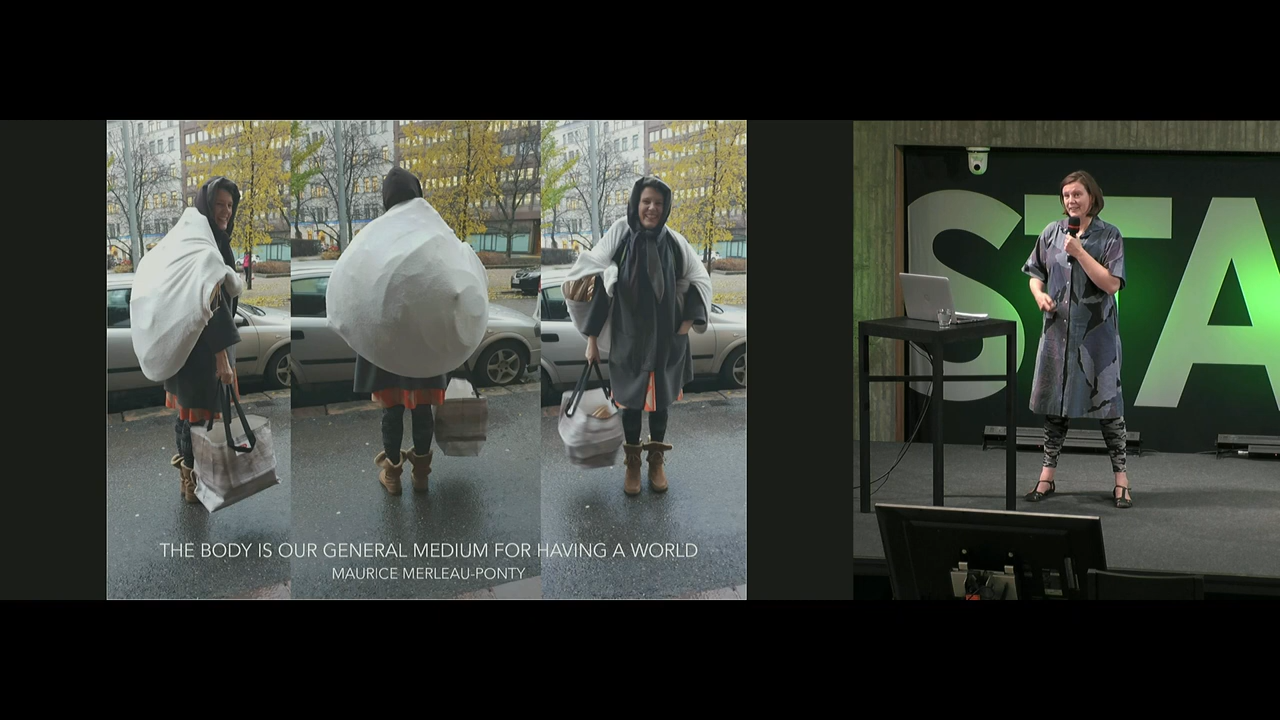 THE BODY IS OUR GENERAL MEDIUM FOR HAVING A WORLD
MAURICE MERLEAU-PONTY
STA